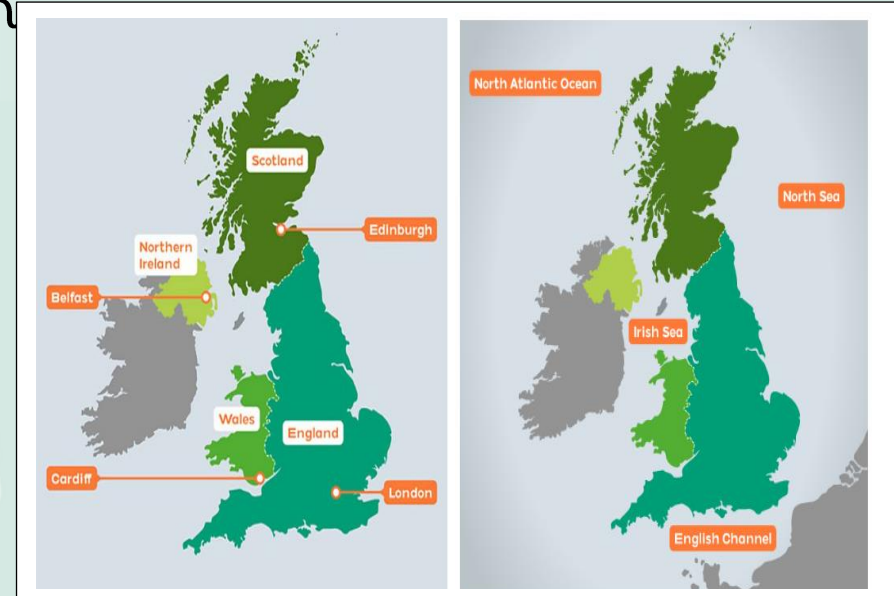 Scotland
Edinburgh
Northern
Ireland
Belfast
Wales
England
Cardiff
London
North Atlantic Ocean
North Sea
Irish Sea
English Channel